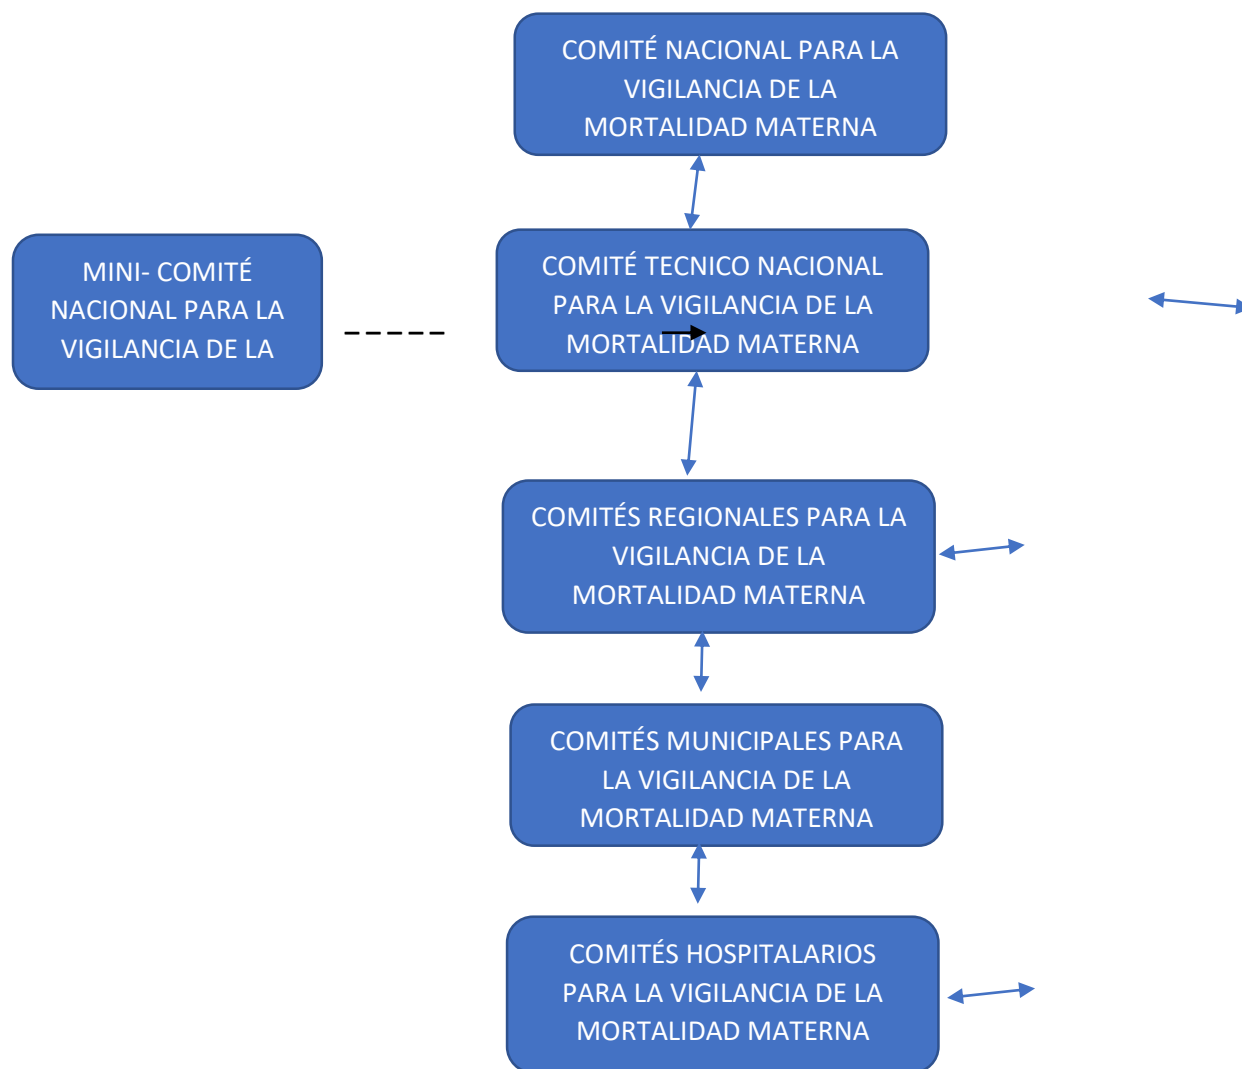 COMITÉ NACIONAL PARA LA
VIGILANCIA DE LA
MORTALIDAD MATERNA
MINI- COMITÉ
NACIONAL PARA LA
VIGILANCIA DE LA
COMITÉ TECNICO NACIONAL
PARA LA VIGILANCIA DE LA
MORTALIDAD MATERNA
COMITÉS REGIONALES PARA LA
VIGILANCIA DE LA
MORTALIDAD MATERNA
COMITÉS MUNICIPALES PARA
LA VIGILANCIA DE LA
MORTALIDAD MATERNA
COMITÉS HOSPITALARIOS
PARA LA VIGILANCIA DE LA
MORTALIDAD MATERNA